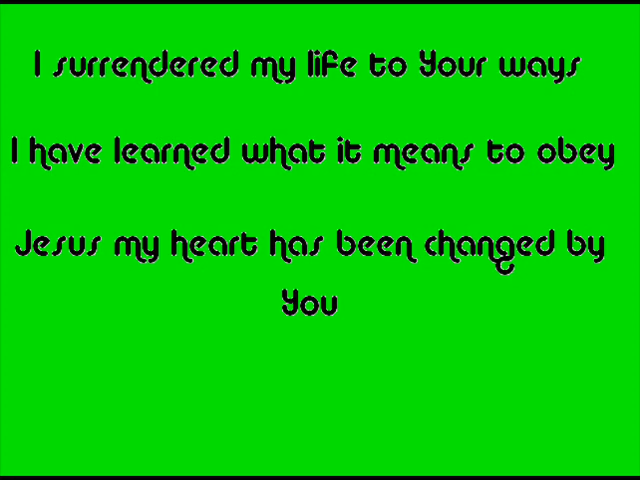 I surrendered my life to Your ways
I have learned what it means to obey
Jesus my heart has been changed by
You